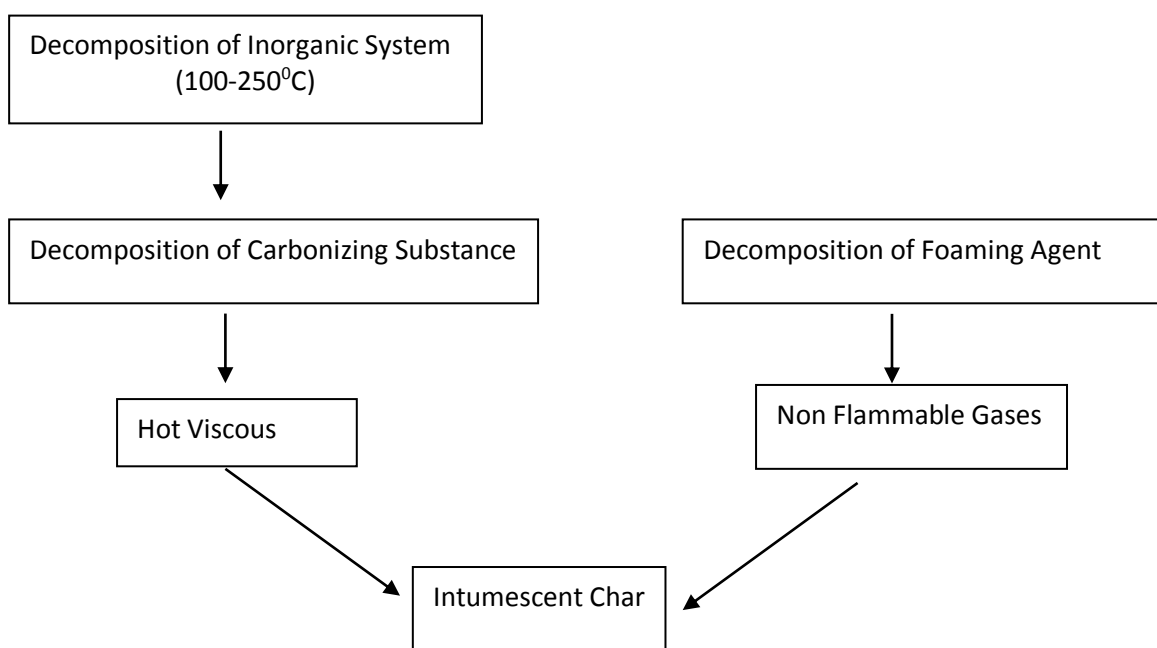 Decomposition of Inorganic System
(100-250⁰C)
Decomposition of Carbonizing Substance
Decomposition of Foaming Agent
Hot Viscous
Non Flammable Gases
Intumescent Char